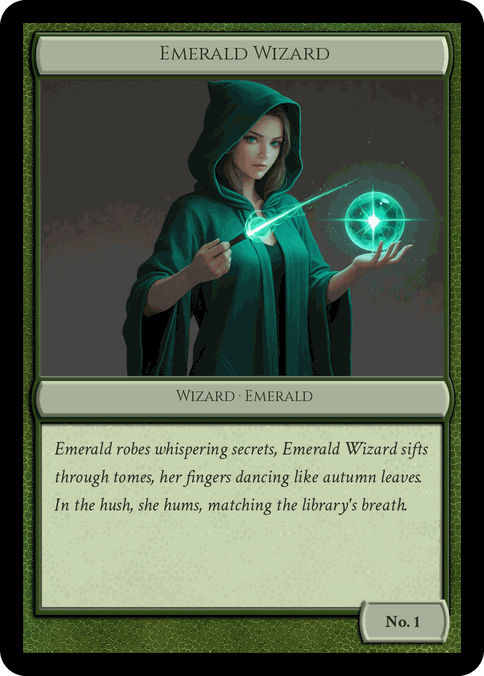 Emerald Wizard
Wizard · Emerald
Emerald robes whispering secrets, Emerald Wizard sifts
through tomes, her fingers dancing like autumn leaves.
In the hush, she hums, matching the library's breath.
No. 1